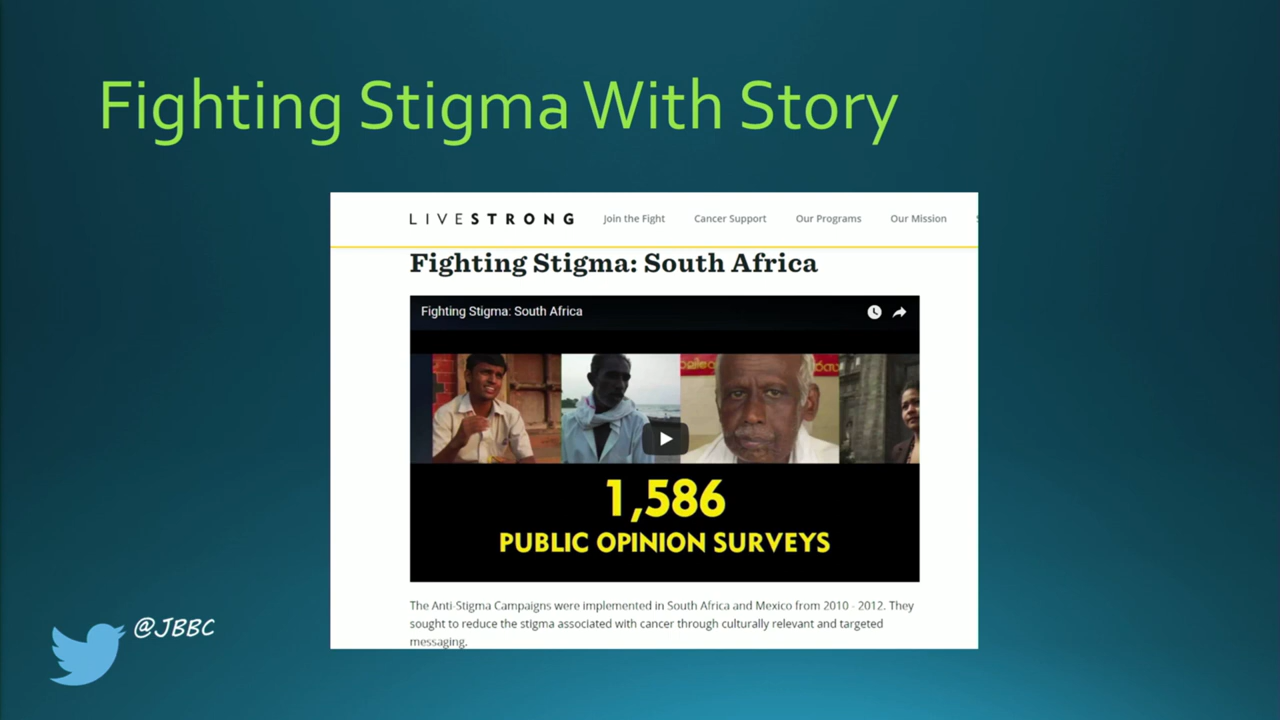 Fighting Stigma With Story
LIVESTRONG Join the Fight Cancer Support Our Programs Our Mission
Fighting Stigma: South Africa
Fighting Stigma: South Africa
1,586
PUBLIC OPINION SURVEYS
The Anti-Stigma Campaigns were implemented in South Africa and Mexico from 2010 - 2012. They
sought to reduce the stigma associated with cancer through culturally relevant and targeted
messaging.
@JBBC